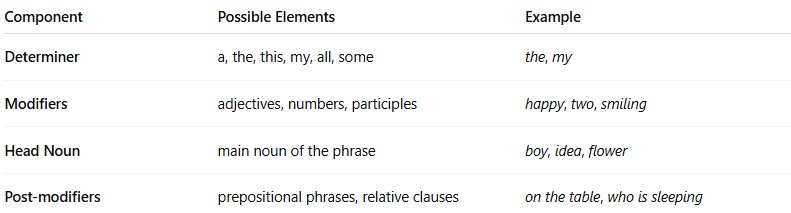 Component Possible Elements Example
Determiner a, the, this, my, all, some the, my
Modifiers adjectives, numbers, participles happy, two, smiling
Head Noun main noun of the phrase boy, idea, flower
Post-modifiers prepositional phrases, relative clauses on the table, who is sleeping